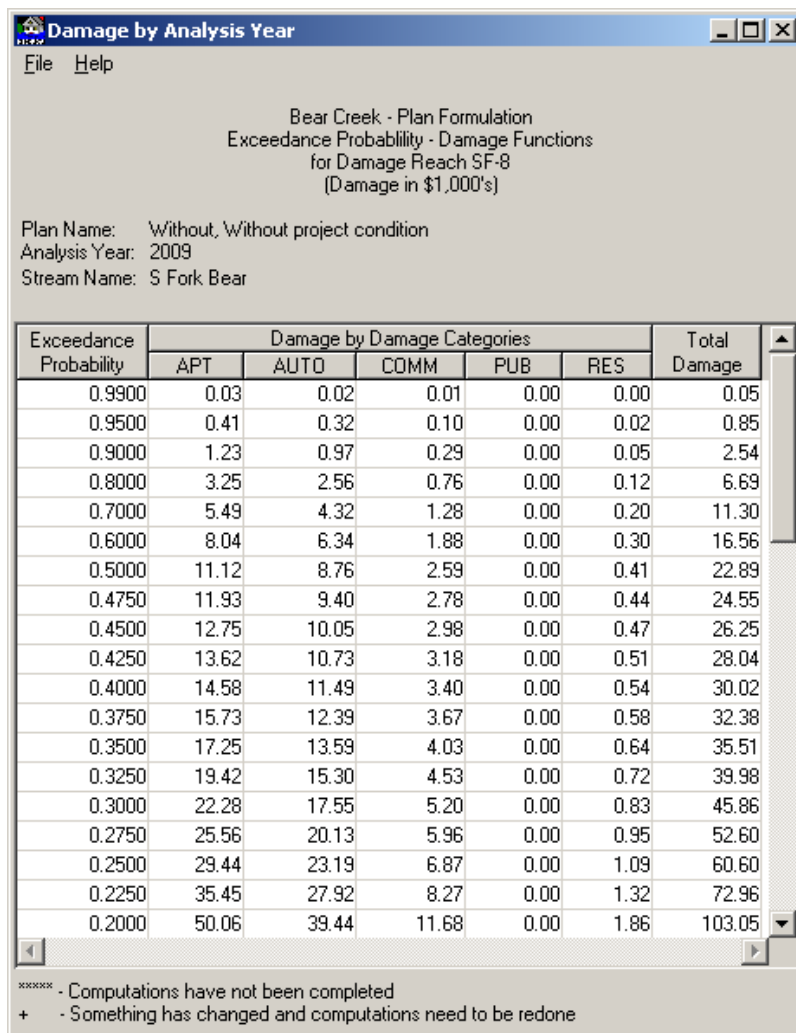 Damage by Analysis Year
File Help
Bear Creek - Plan Formulation
Exceedance Probablility - Damage Functions
for Damage Reach SF-8
(Damage in $1,000's)
Plan Name: Without, Without project condition
Analysis Year: 2009
Stream Name: S Fork Bear
Exceedance Damage by Damage Categories Total
Probability APT AUTO COMM PUB RES Damage
0.9900 0.03 0.02 0.01 0.00 0.00 0.05
0.9500 0.41 0.32 0.10 0.00 0.02 0.85
0.9000 1.23 0.97 0.29 0.00 0.05 2.54
0.8000 3.25 2.56 0.76 0.00 0.12 6.69
0.7000 5.49 4.32 1.28 0.00 0.20 11.30
0.6000 8.04 6.34 1.88 0.00 0.30 16.56
0.5000 11.12 8.76 2.59 0.00 0.41 22.89
0.4750 11.93 9.40 2.78 0.00 0.44 24.55
0.4500 12.75 10.05 2.98 0.00 0.47 26.25
0.4250 13.62 10.73 3.18 0.00 0.51 28.04
0.4000 14.58 11.49 3.40 0.00 0.54 30.02
0.3750 15.73 12.39 3.67 0.00 0.58 32.38
0.3500 17.25 13.59 4.03 0.00 0.64 35.51
0.3250 19.42 15.30 4.53 0.00 0.72 39.98
0.3000 22.28 17.55 5.20 0.00 0.83 45.86
0.2750 25.56 20.13 5.96 0.00 0.95 52.60
0.2500 29.44 23.19 6.87 0.00 1.09 60.60
0.2250 35.45 27.92 8.27 0.00 1.32 72.96
0.2000 50.06 39.44 11.68 0.00 1.86 103.05
***** - Computations have not been completed
+ - Something has changed and computations need to be redone